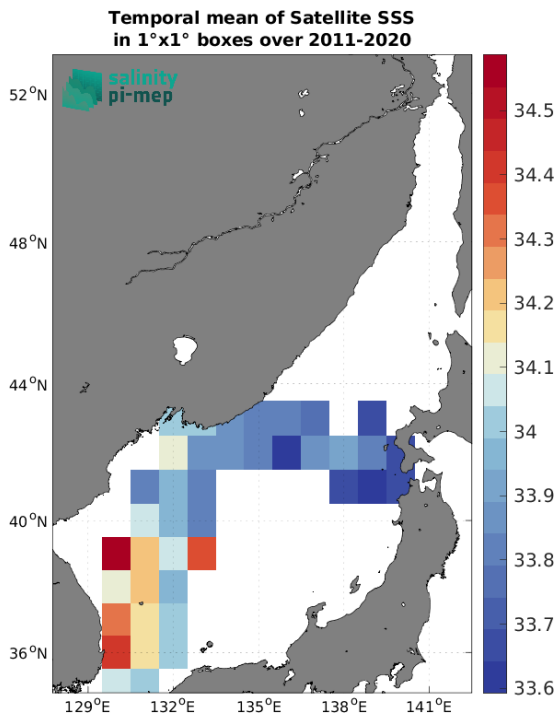 Temporal mean of Satellite SSS
in 1°x1° boxes over 2011-2020
salinity
pi-mep
52°N
48°N
44°N
40°N
36°N
129°E
132°E
135°E
138°E
141°E
34.5
34.4
34.3
34.2
34.1
34
33.9
33.8
33.7
33.6